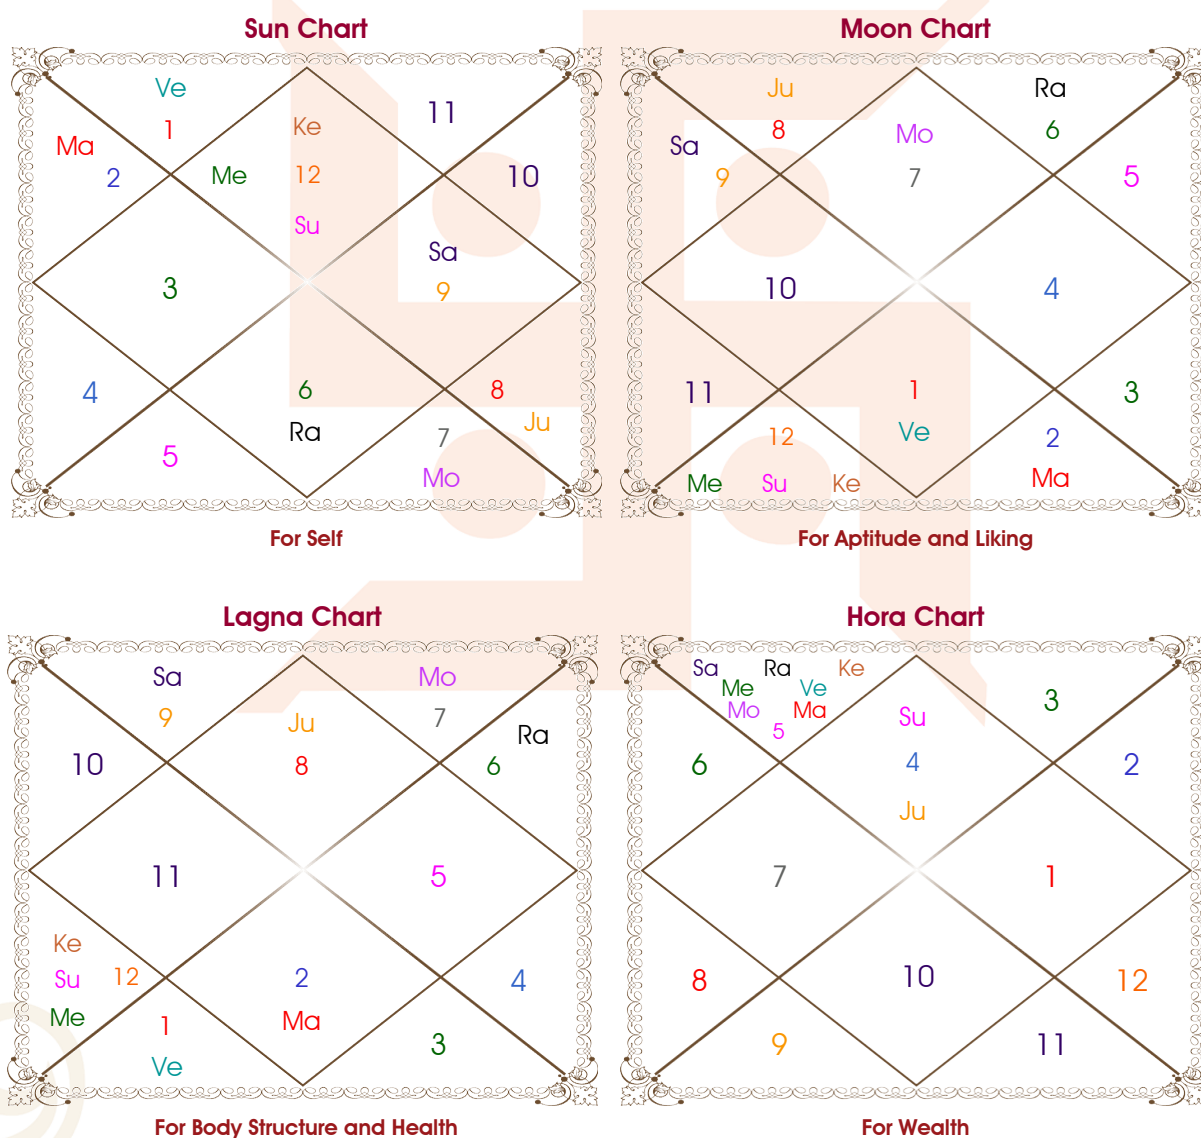 Sun Chart
Ve
1
Ma
2
Me
Ke
12
Su
11
10
Sa
9
3
4
5
6
Ra
8
Ju
7
Mo
For Self
Moon Chart
Ju
8
Sa
9
Mo
7
Ra
6
5
10
4
11
12
Me Su Ke
1
Ve
3
2
Ma
For Aptitude and Liking
Lagna Chart
Sa
9
10
Ju
8
Mo
7
Ra
6
11
5
Ke
Su 12
Me
1
Ve
2
Ma
4
3
For Body Structure and Health
Hora Chart
Sa Ra Ke
Me Ve
Mo Ma
5
6
Su
4
Ju
3
2
7
1
8
9
10
12
11
For Wealth